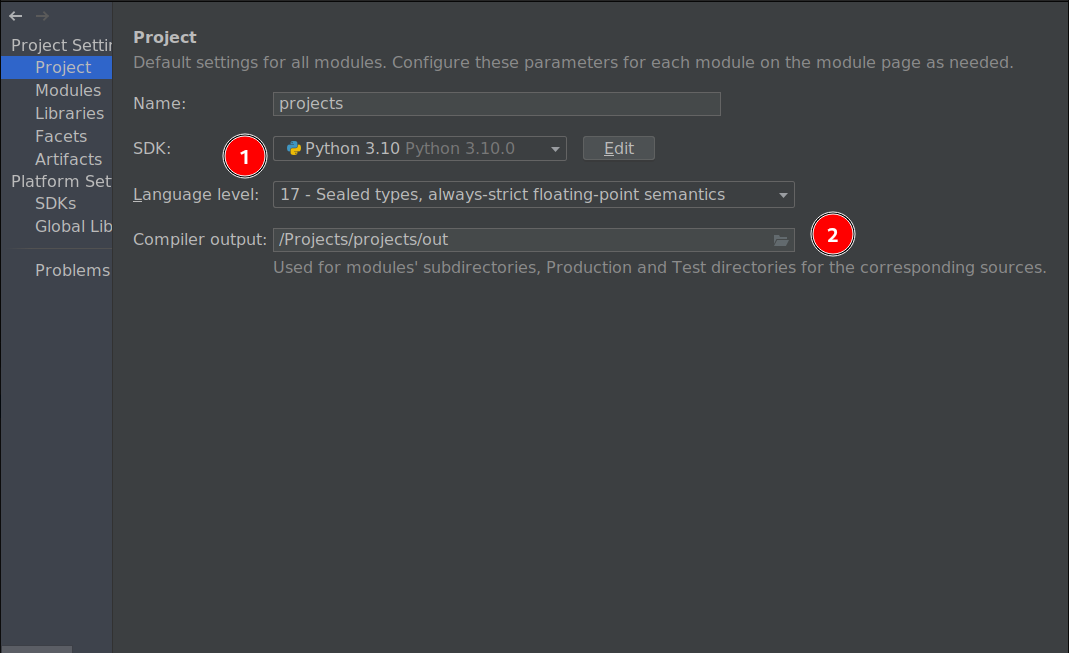 Project Settin
Project
Modules
Libraries
Facets
Artifacts
Platform Set
SDKs
Global Lib
Problems
Project
Default settings for all modules. Configure these parameters for each module on the module page as needed.
Name: projects
SDK: 1 Python 3.10 Python 3.10.0 Edit
Language level: 17 - Sealed types, always-strict floating-point semantics
Compiler output: /Projects/projects/out 2
Used for modules' subdirectories, Production and Test directories for the corresponding sources.